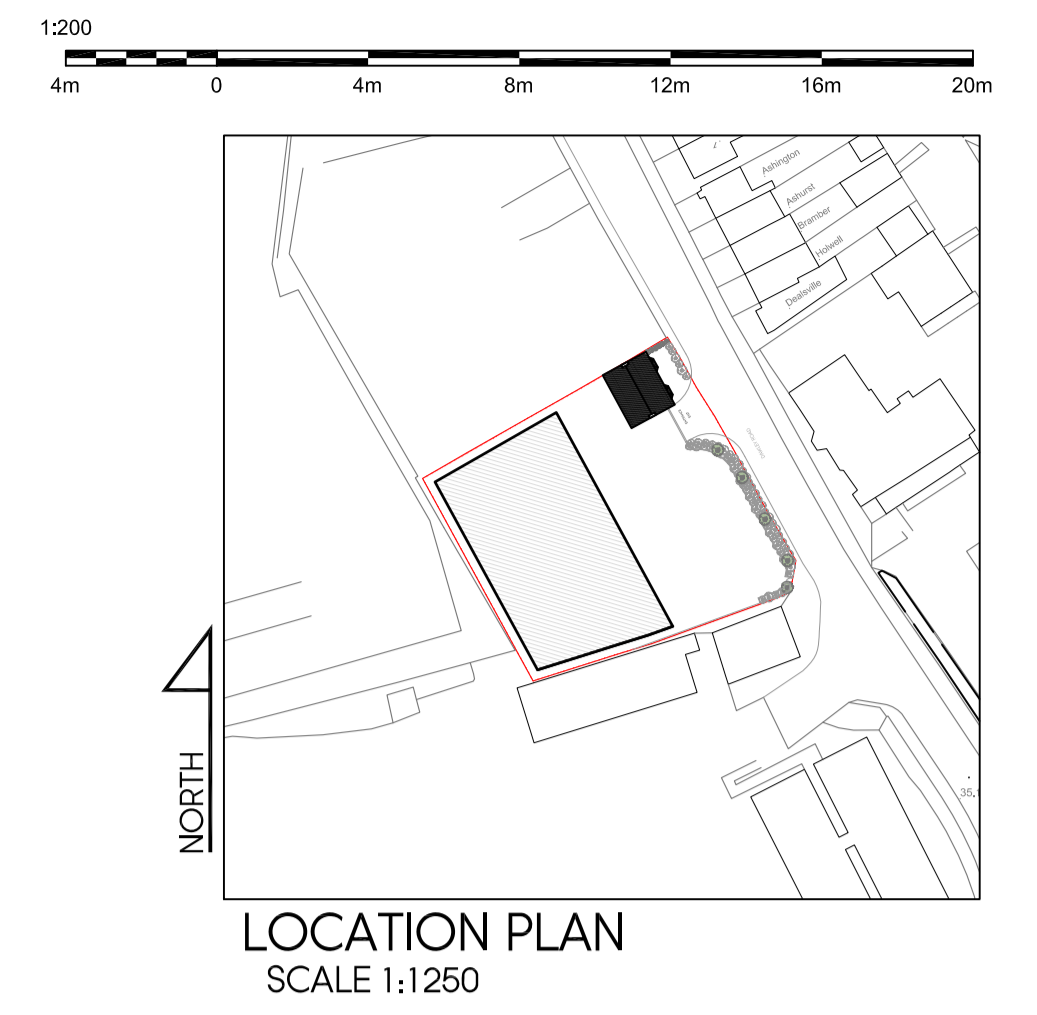 1:200
4m 0 4m 8m 12m 16m 20m
Ashington
Ashurst
Bramber
Holwell
Dealsville
NORTH
LOCATION PLAN
SCALE 1:1250